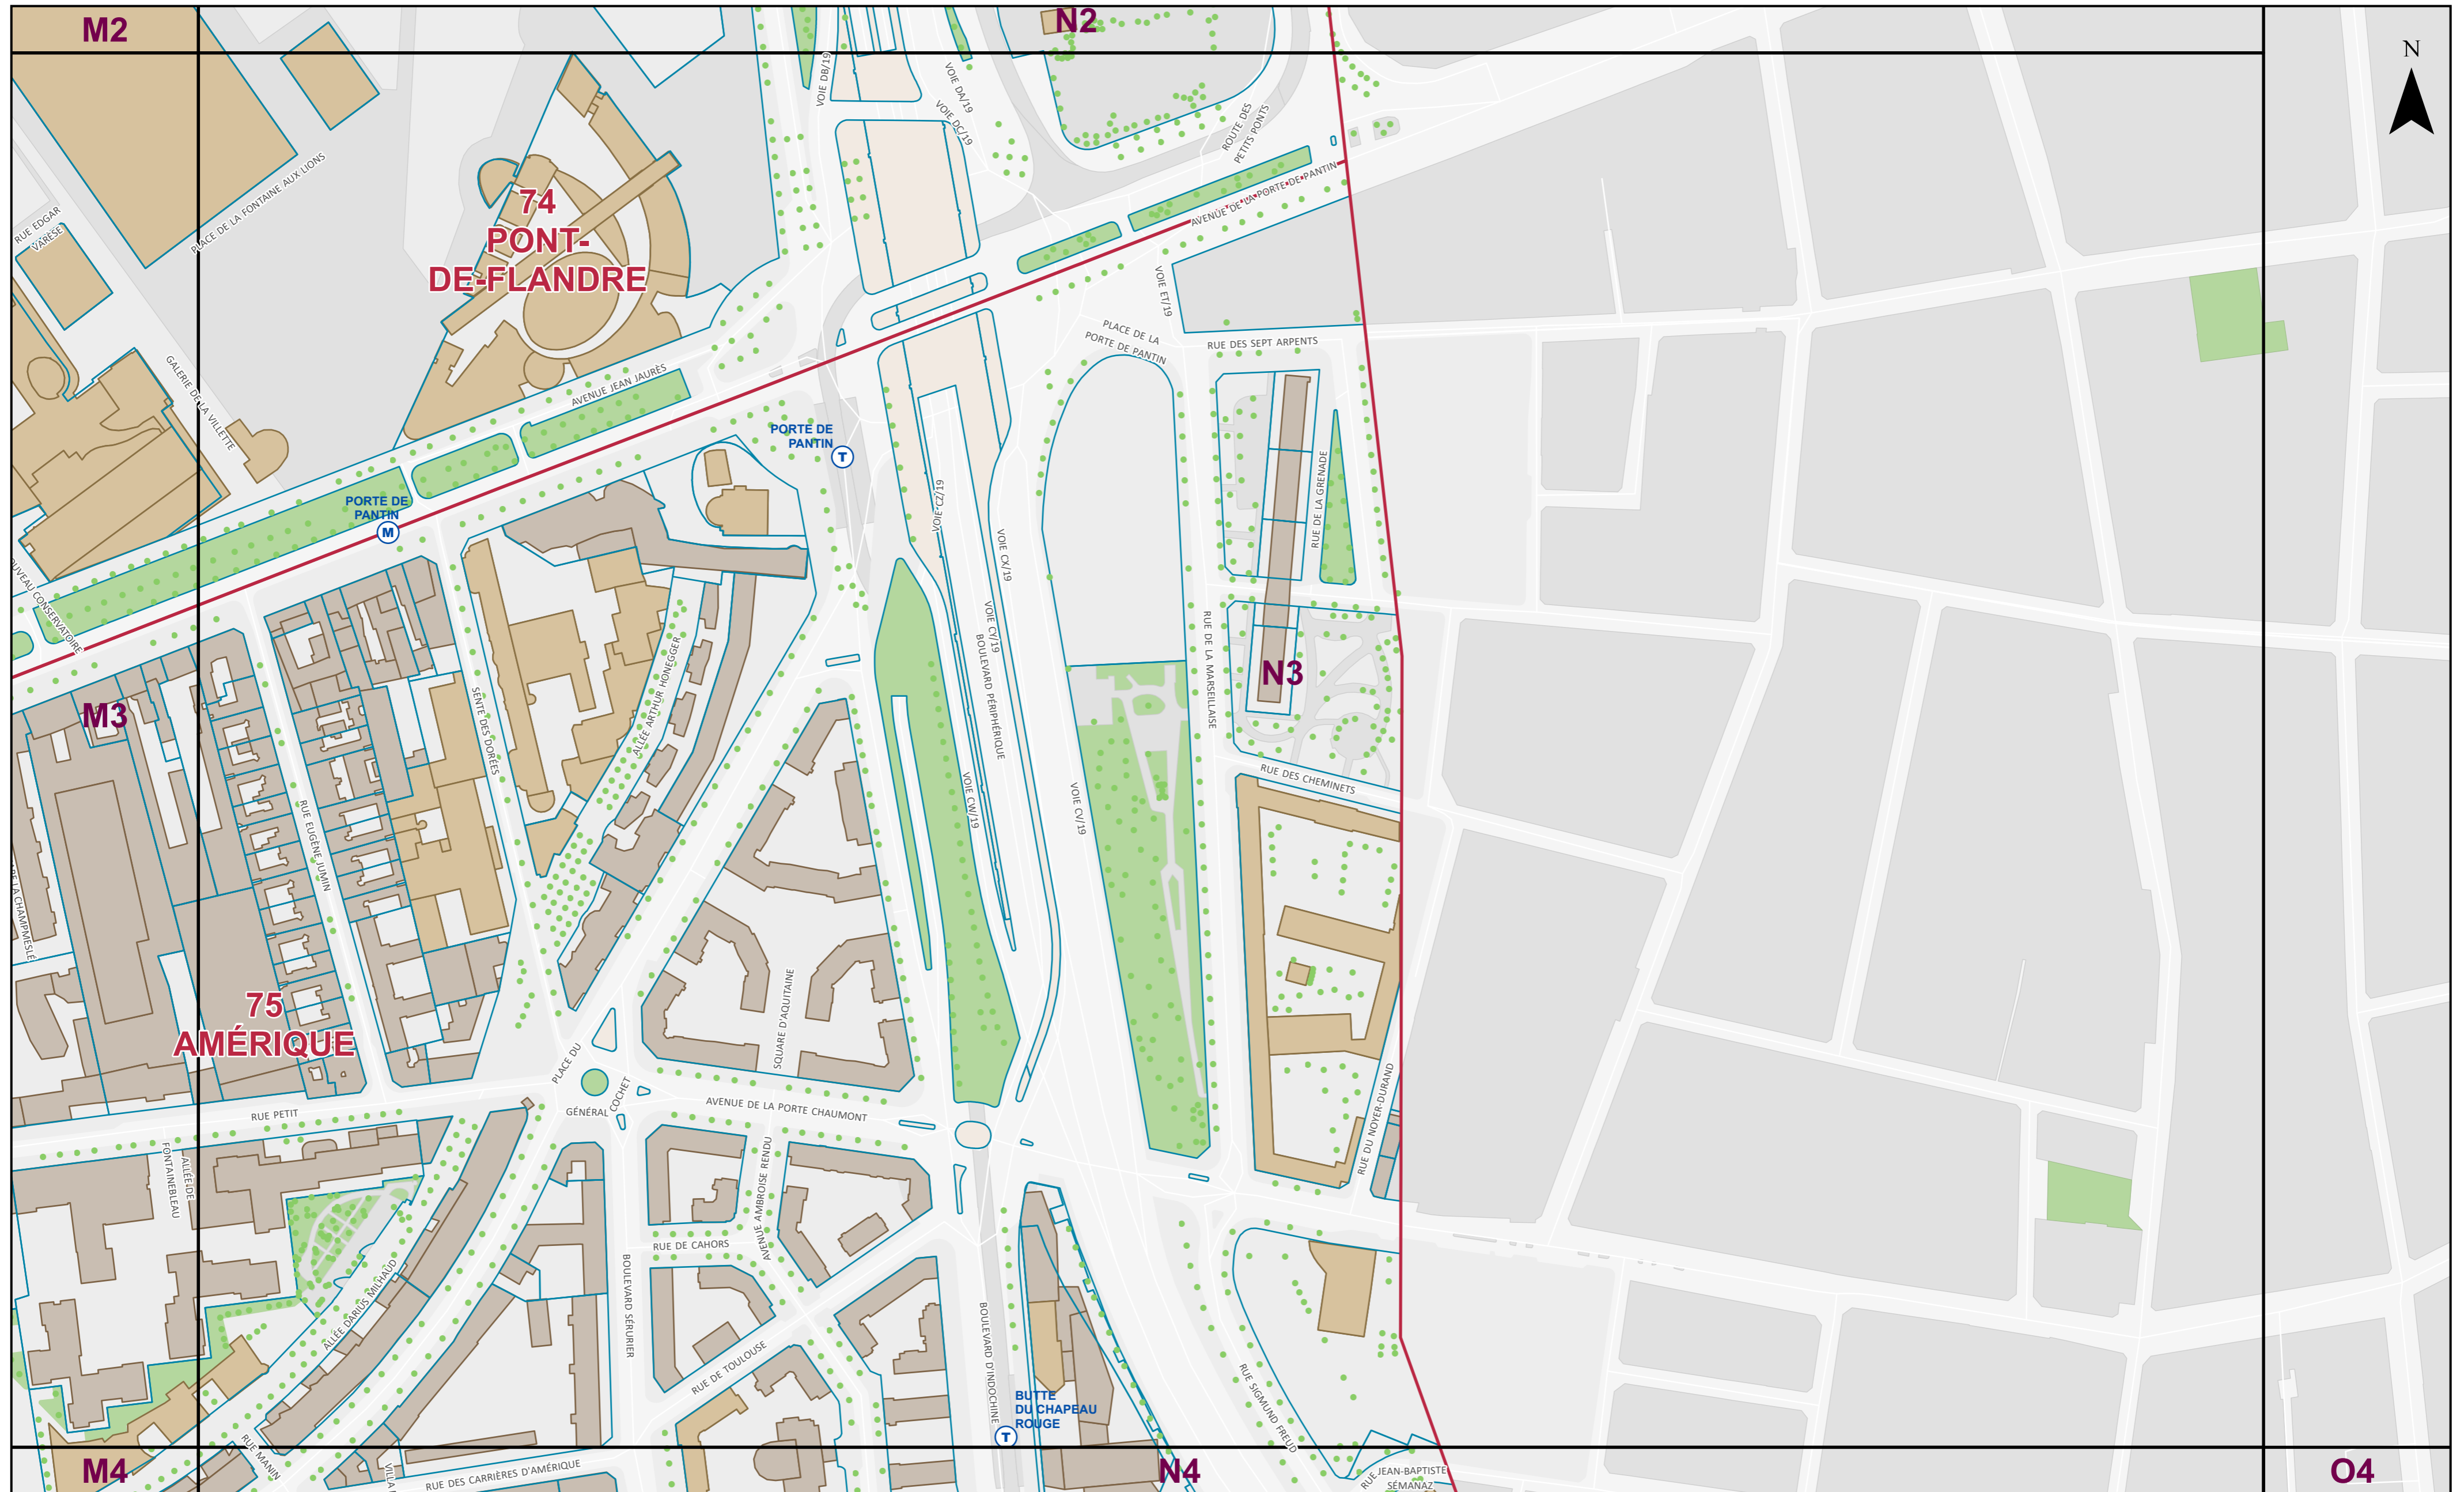 M2
N2
N
VOIE DB/19
VOIE DA/19
VOIE DC/19
ROUTE DES
PETITS PONTS
PLACE DE LA FONTAINE AUX LIONS
RUE EDGAR
VARÈSE
74
PONT-
DE-FLANDRE
AVENUE DE LA PORTE DE PANTIN
VOIE ET/19
PLACE DE LA
PORTE DE PANTIN
RUE DES SEPT ARPENTS
GALERIE DE LA VILLETTE
AVENUE JEAN JAURÈS
PORTE DE
PANTIN
T
PORTE DE
PANTIN
M
VOIE CZ/19
VOIE CX/19
RUE DE LA GRENADE
NOUVEAU CONSERVATOIRE
VOIE CY/19
BOULEVARD PÉRIPHÉRIQUE
RUE DE LA MARSEILLAISE
N3
M3
SENTE DES DORÉES
ALLÉE ARTHUR HONEGGER
RUE DES CHEMINETS
VOIE CW/19
VOIE CV/19
RUE EUGÈNE JUMIN
DE LA CHAMPMESLÉ
75
AMÉRIQUE
SQUARE D'AQUITAINE
PLACE DU
GÉNÉRAL
COCHET
RUE PETIT
AVENUE DE LA PORTE CHAUMONT
RUE DU NOYER-DURAND
ALLÉE DE
FONTAINEBLEAU
AVENUE AMBROISE RENDU
RUE DE CAHORS
BOULEVARD SÉRURIER
ALLÉE DARIUS MILHAUD
RUE DE TOULOUSE
BOULEVARD D'INDOCHINE
BUTTE
DU CHAPEAU
ROUGE
T
RUE SIGMUND FREUD
RUE MANIN
M4
VILLA
RUE DES CARRIÈRES D'AMÉRIQUE
N4
RUE
JEAN-BAPTISTE
SÉMANAZ
O4